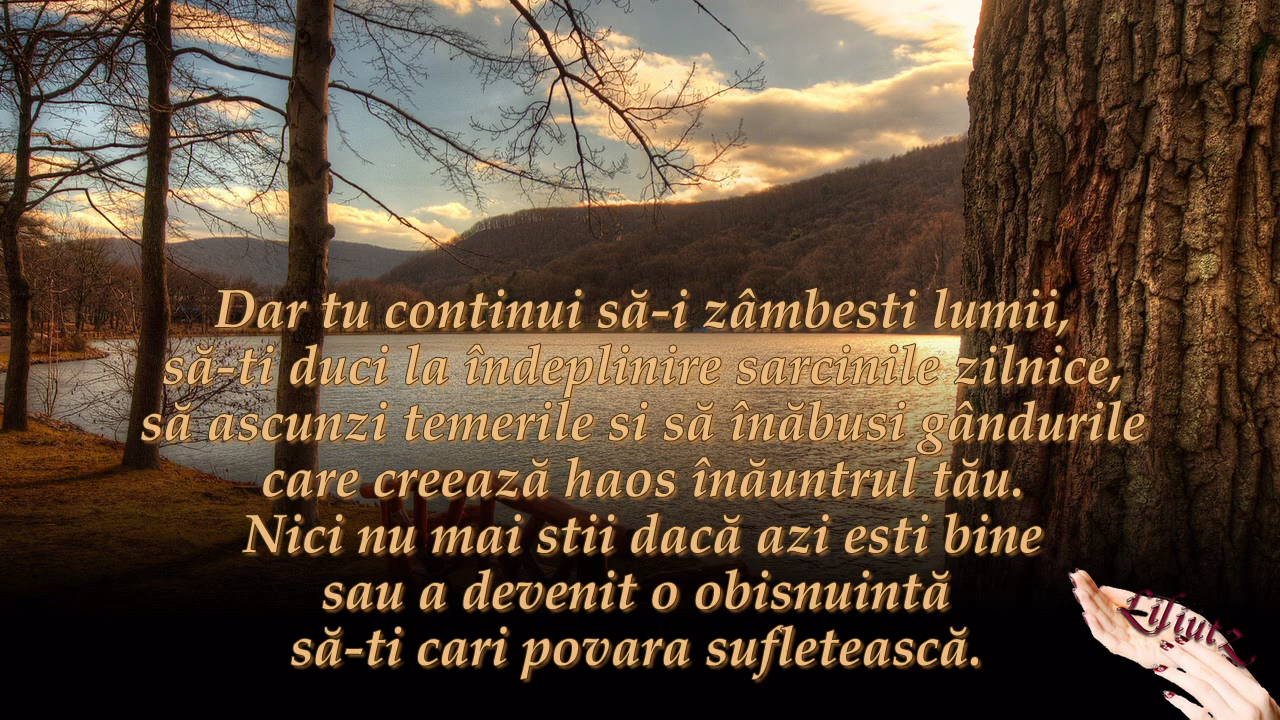 Dar tu continui să-i zâmbesti lumii,
să-ti duci la îndeplinire sarcinile zilnice,
să ascunzi temerile si să înăbusi gândurile
care creează haos înăuntrul tău.
Nici nu mai stii dacă azi esti bine
sau a devenit o obisnuintă
să-ti cari povara sufletească.
Liliutz